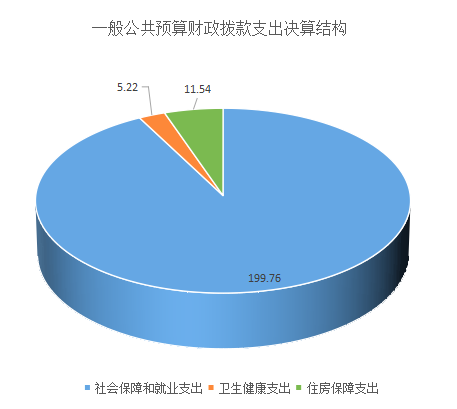 一般公共预算财政拨款支出决算结构
5.22
11.54
199.76
社会保障和就业支出 卫生健康支出 住房保障支出